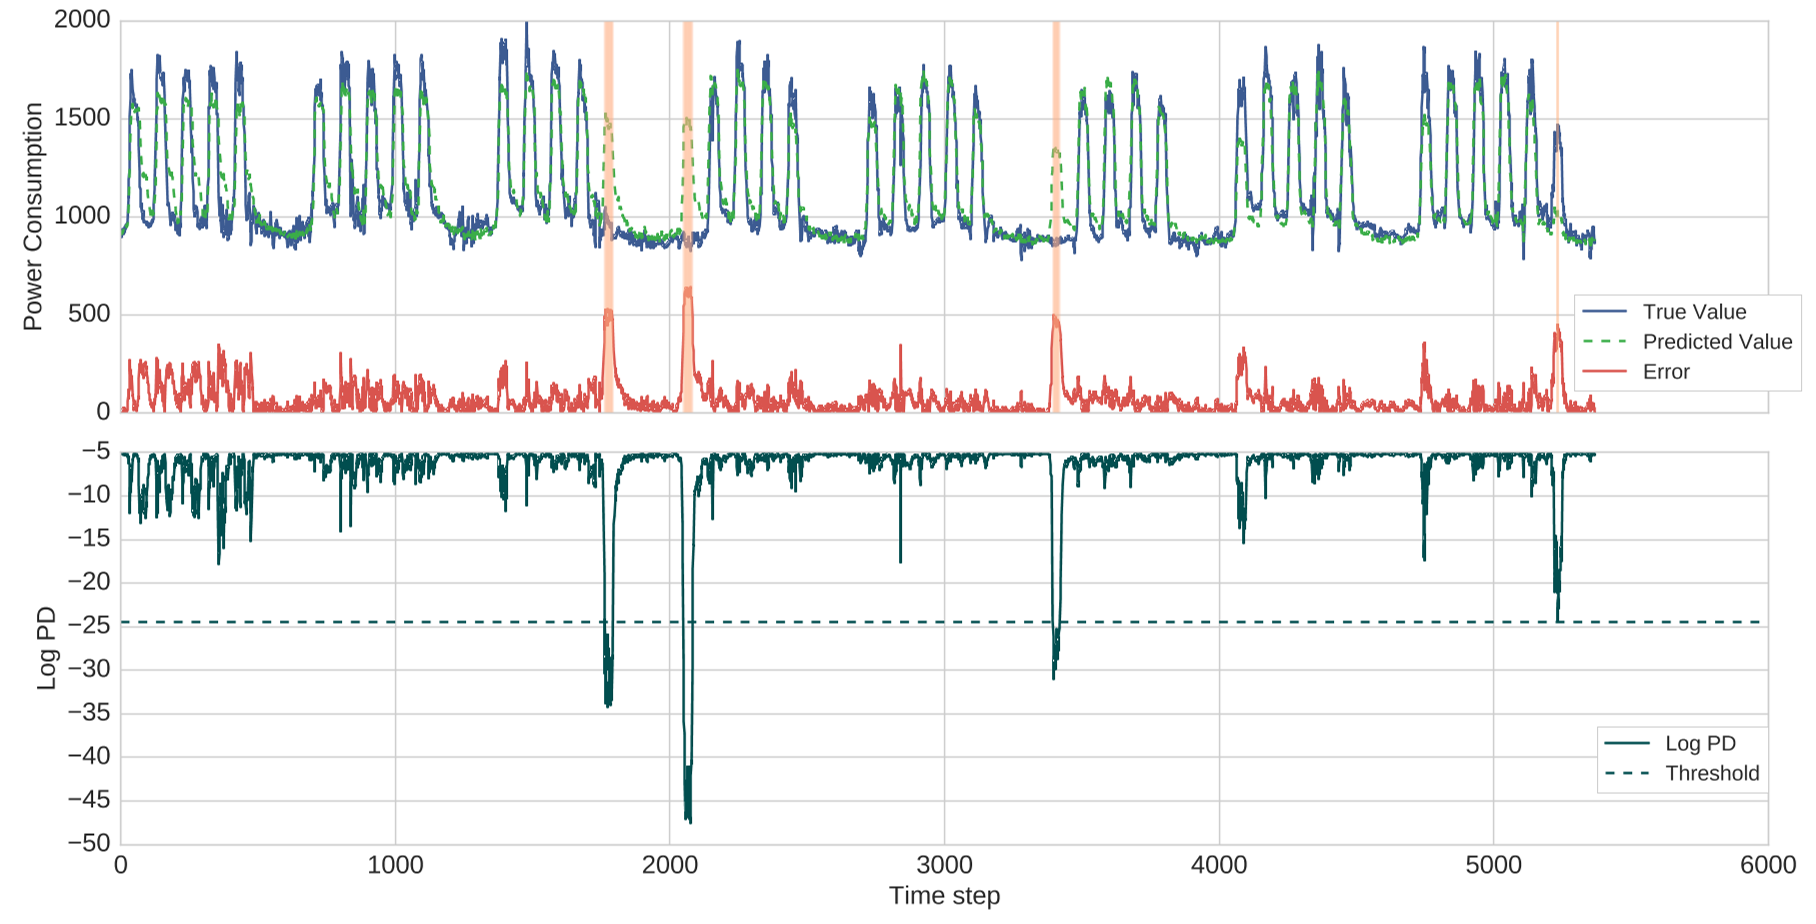 2000
1500
1000
500
0
Power Consumption
True Value
Predicted Value
Error
−5
−10
−15
−20
−25
−30
−35
−40
−45
−50
Log PD
Log PD
Threshold
0 1000 2000 3000 4000 5000 6000
Time step